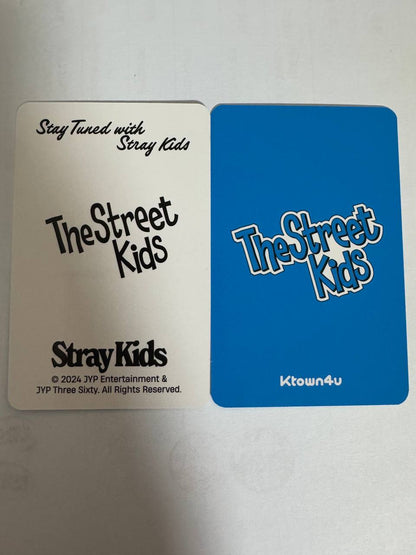 Stay Tuned with
Stray Kids
The Street
Kids
Stray Kids
© 2024 JYP Entertainment &
JYP Three Sixty. All Rights Reserved.
The Street
Kids
Ktown4u